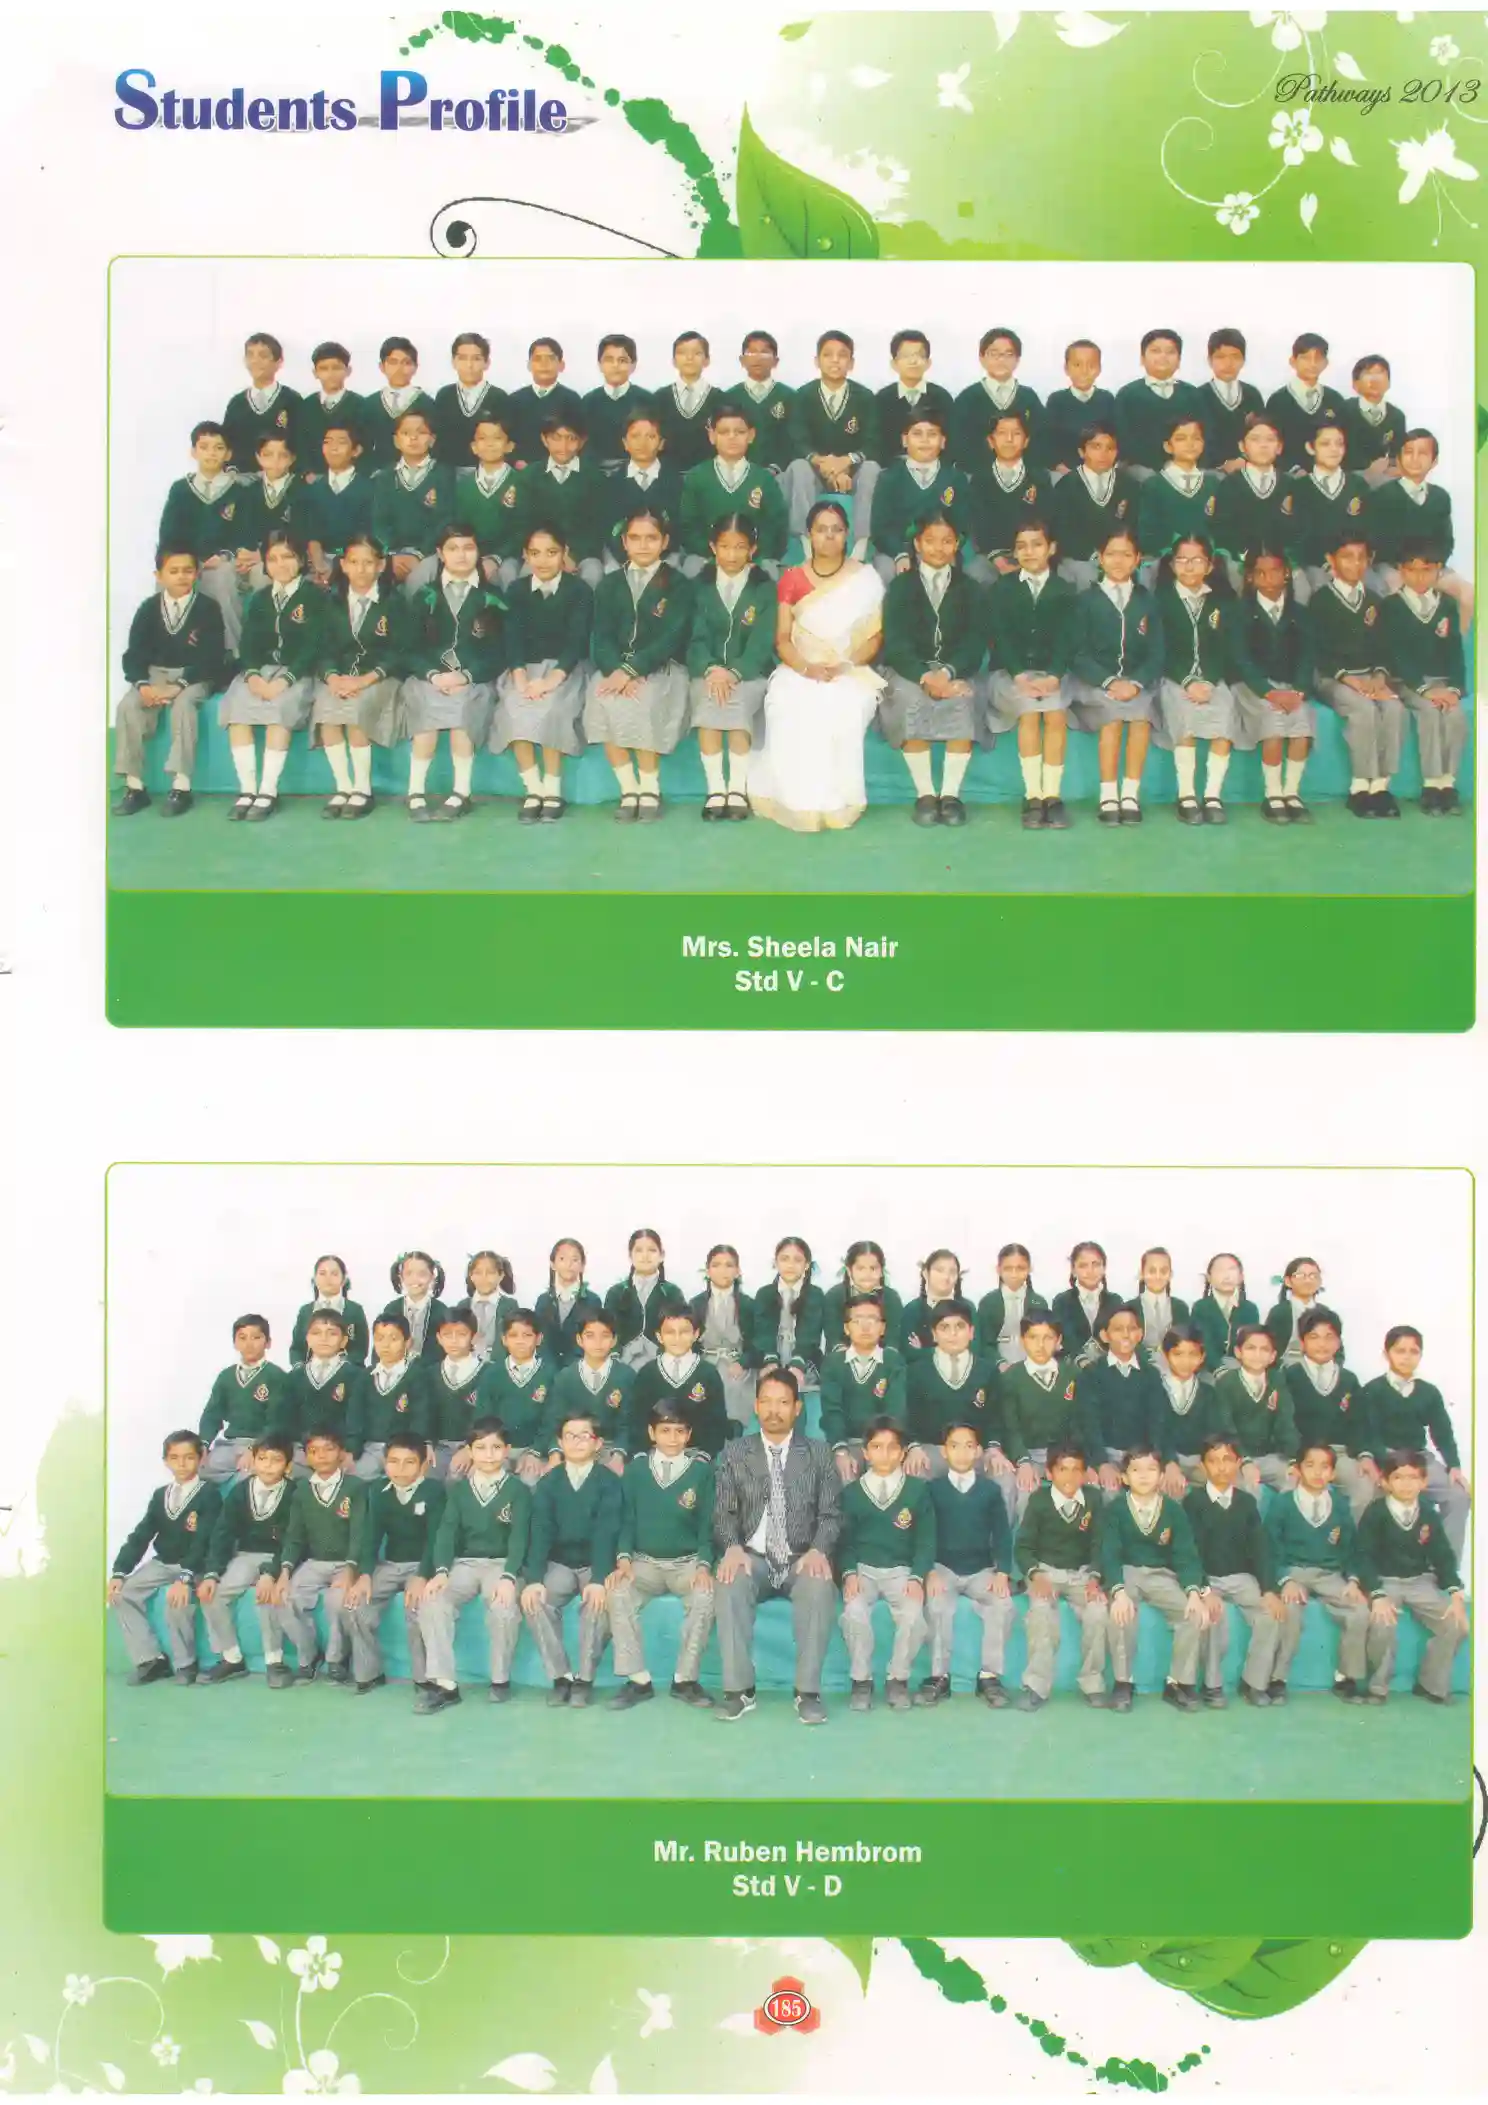 Students Profile
Pathways 2013
Mrs. Sheela Nair
Std V - C
Mr. Ruben Hembrom
Std V - D
185